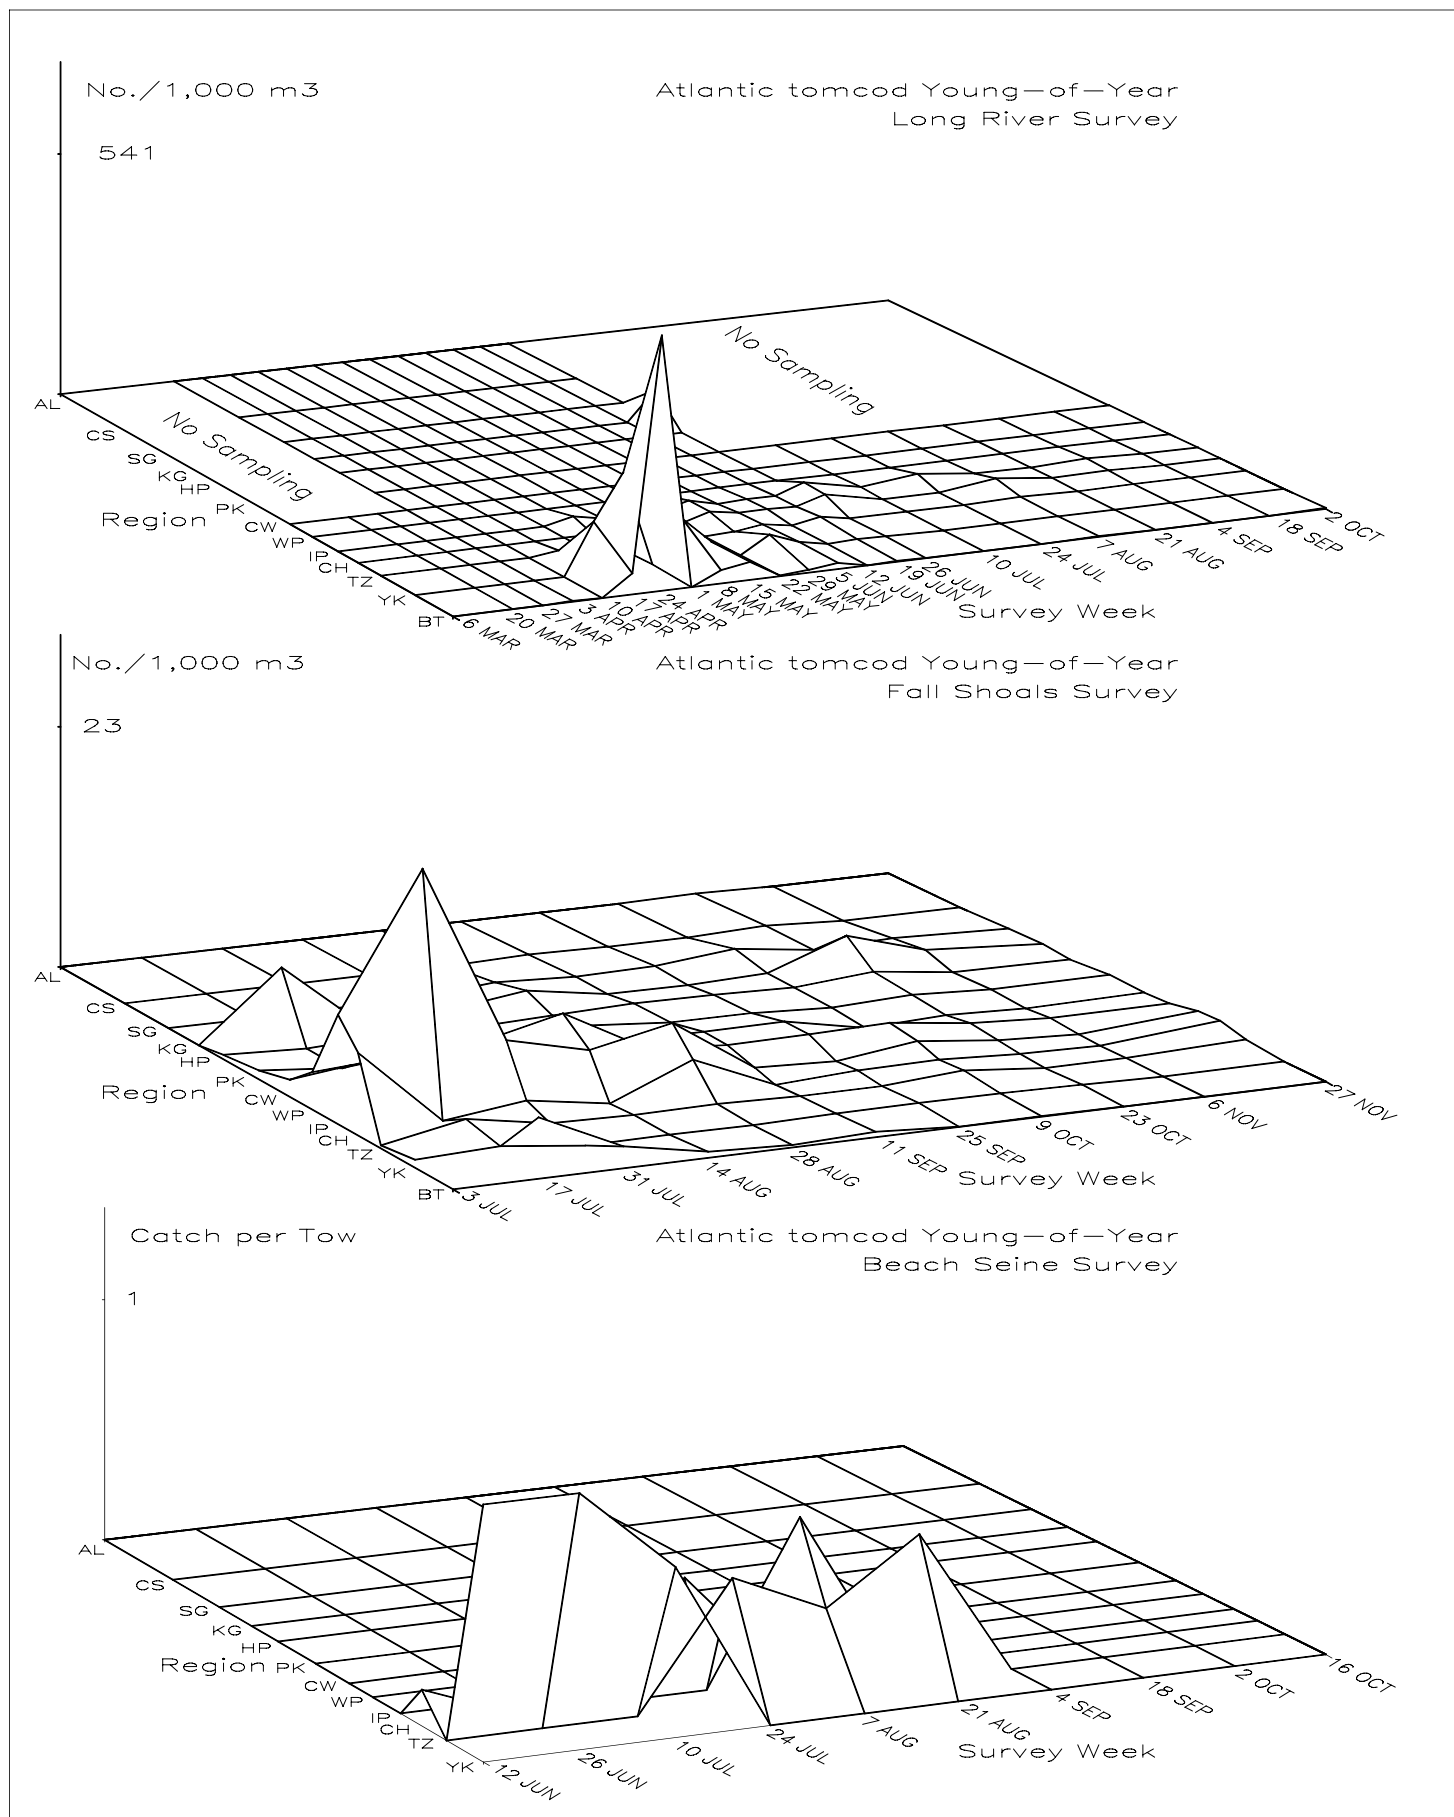 No./1,000 m3
Atlantic tomcod Young-of-Year
Long River Survey
541
No Sampling
No Sampling
AL
CS
SG
KG
HP
PK
CW
WP
IP
CH
TZ
YK
BT
Region
6 MAR
20 MAR
27 MAR
3 APR
10 APR
17 APR
24 APR
1 MAY
8 MAY
15 MAY
22 MAY
29 MAY
5 JUN
12 JUN
19 JUN
26 JUN
10 JUL
24 JUL
7 AUG
21 AUG
4 SEP
18 SEP
2 OCT
Survey Week
No./1,000 m3
Atlantic tomcod Young-of-Year
Fall Shoals Survey
23
AL
CS
SG
KG
HP
PK
CW
WP
IP
CH
TZ
YK
BT
Region
3 JUL
17 JUL
31 JUL
14 AUG
28 AUG
11 SEP
25 SEP
9 OCT
23 OCT
6 NOV
27 NOV
Survey Week
Catch per Tow
Atlantic tomcod Young-of-Year
Beach Seine Survey
1
AL
CS
SG
KG
HP
PK
CW
WP
IP
CH
TZ
YK
Region
12 JUN
26 JUN
10 JUL
24 JUL
7 AUG
21 AUG
4 SEP
18 SEP
2 OCT
16 OCT
Survey Week